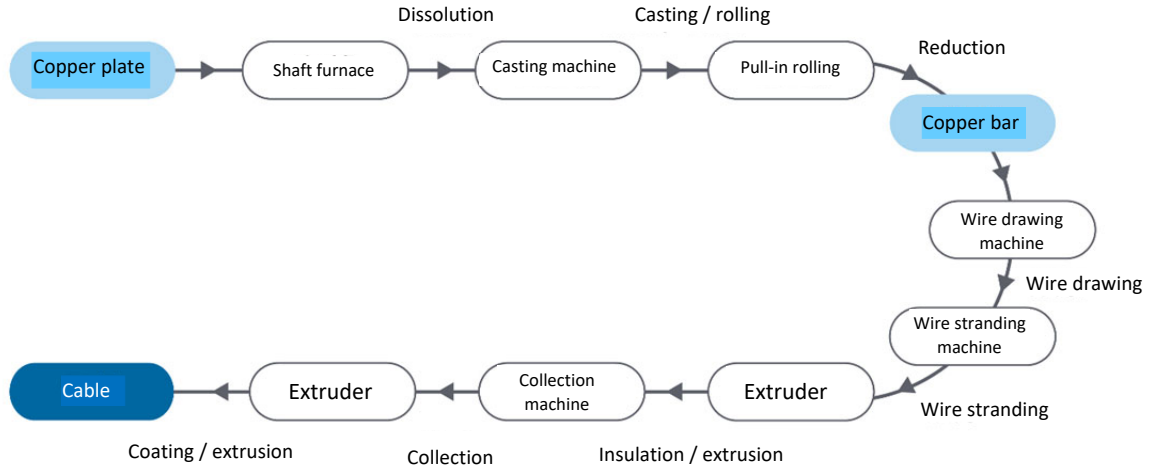 Dissolution
Casting / rolling
Copper plate
Shaft furnace
Casting machine
Pull-in rolling
Reduction
Copper bar
Wire drawing
machine
Wire drawing
Wire stranding
machine
Wire stranding
Cable
Extruder
Collection
machine
Extruder
Coating / extrusion
Collection
Insulation / extrusion